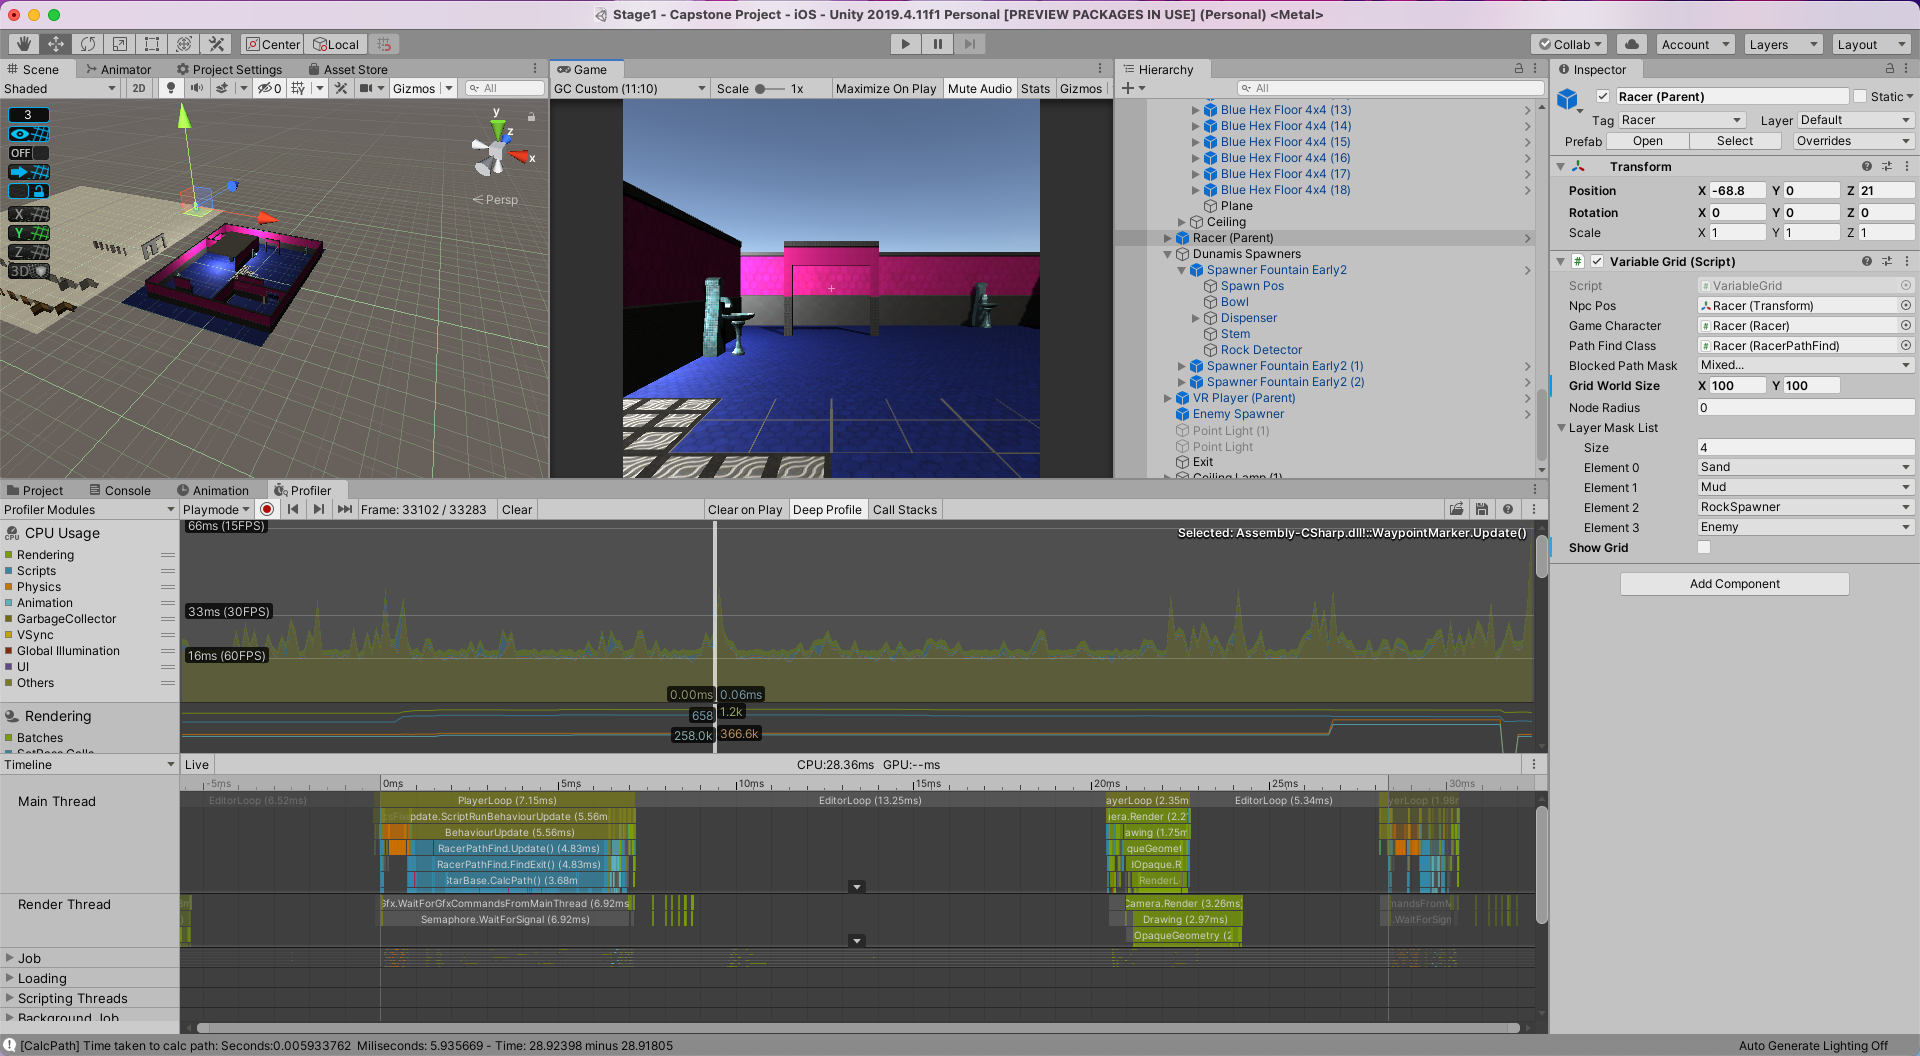 Stage1 - Capstone Project - iOS - Unity 2019.4.11f1 Personal [PREVIEW PACKAGES IN USE] (Personal) <Metal>
Center Local Collab Account Layers Layout
Scene Animator Project Settings Asset Store
Shaded 2D 0 Gizmos All
3
OFF
X
Y
Z
3D
y
z
x
< Persp
Game
GC Custom (11:10) Scale 1x Maximize On Play Mute Audio Stats Gizmos
Hierarchy
All
Blue Hex Floor 4x4 (13)
Blue Hex Floor 4x4 (14)
Blue Hex Floor 4x4 (15)
Blue Hex Floor 4x4 (16)
Blue Hex Floor 4x4 (17)
Blue Hex Floor 4x4 (18)
Plane
Ceiling
Racer (Parent)
Dunamis Spawners
Spawner Fountain Early2
Spawn Pos
Bowl
Dispenser
Stem
Rock Detector
Spawner Fountain Early2 (1)
Spawner Fountain Early2 (2)
VR Player (Parent)
Enemy Spawner
Point Light (1)
Point Light
Exit
Ceiling Lamp (1)
Inspector
Racer (Parent) Static
Tag Racer Layer Default
Prefab Open Select Overrides
Transform
Position X -68.8 Y 0 Z 21
Rotation X 0 Y 0 Z 0
Scale X 1 Y 1 Z 1
Variable Grid (Script)
Script VariableGrid
Npc Pos Racer (Transform)
Game Character Racer (Racer)
Path Find Class Racer (RacerPathFind)
Blocked Path Mask Mixed...
Grid World Size X 100 Y 100
Node Radius 0
Layer Mask List
Size 4
Element 0 Sand
Element 1 Mud
Element 2 RockSpawner
Element 3 Enemy
Show Grid
Add Component
Project Console Animation Profiler
Profiler Modules Playmode Frame: 33102 / 33283 Clear Clear on Play Deep Profile Call Stacks
CPU Usage
Rendering
Scripts
Physics
Animation
GarbageCollector
VSync
Global Illumination
UI
Others
Rendering
Batches
SetPass Calls
66ms (15FPS)
Selected: Assembly-CSharp.dll!::WaypointMarker.Update()
33ms (30FPS)
16ms (60FPS)
0.00ms 0.06ms
658 1.2k
258.0k 366.6k
Timeline Live CPU:28.36ms GPU:--ms
-5ms 0ms 5ms 10ms 15ms 20ms 25ms 30ms
Main Thread
EditorLoop (6.52ms) PlayerLoop (7.15ms) EditorLoop (13.25ms) ayerLoop (2.35m EditorLoop (5.34ms) yerLoop (1.98m
pdate.ScriptRunBehaviourUpdate (5.56m era.Render (2.2
BehaviourUpdate (5.56ms) awing (1.75m
RacerPathFind.Update() (4.83ms) queGeomet
RacerPathFind.FindExit() (4.83ms) lOpaque.R
StarBase.CalcPath() (3.68m RenderL
Render Thread
Gfx.WaitForGfxCommandsFromMainThread (6.92ms) Camera.Render (3.26ms) mandsFromM
Semaphore.WaitForSignal (6.92ms) Drawing (2.97ms) .WaitForSign
OpaqueGeometry (2
Job
Loading
Scripting Threads
Background Job
[CalcPath] Time taken to calc path: Seconds:0.005933762 Miliseconds: 5.935669 - Time: 28.92398 minus 28.91805
Auto Generate Lighting Off